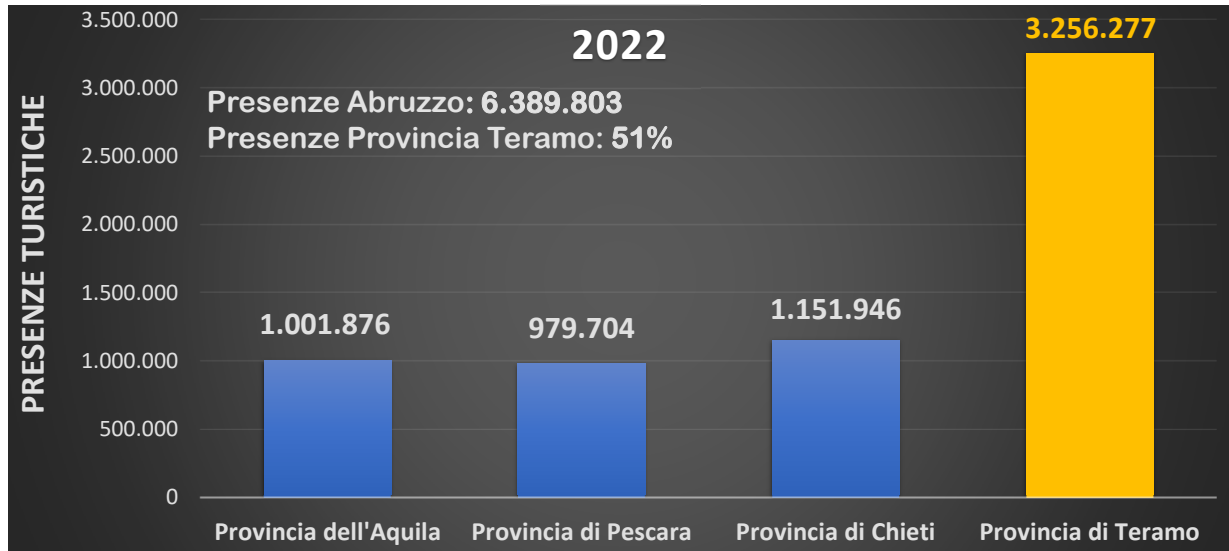 2022
Presenze Abruzzo: 6.389.803
Presenze Provincia Teramo: 51%
PRESENZE TURISTICHE
3.500.000
3.000.000
2.500.000
2.000.000
1.500.000
1.000.000
500.000
0
1.001.876
979.704
1.151.946
3.256.277
Provincia dell'Aquila
Provincia di Pescara
Provincia di Chieti
Provincia di Teramo